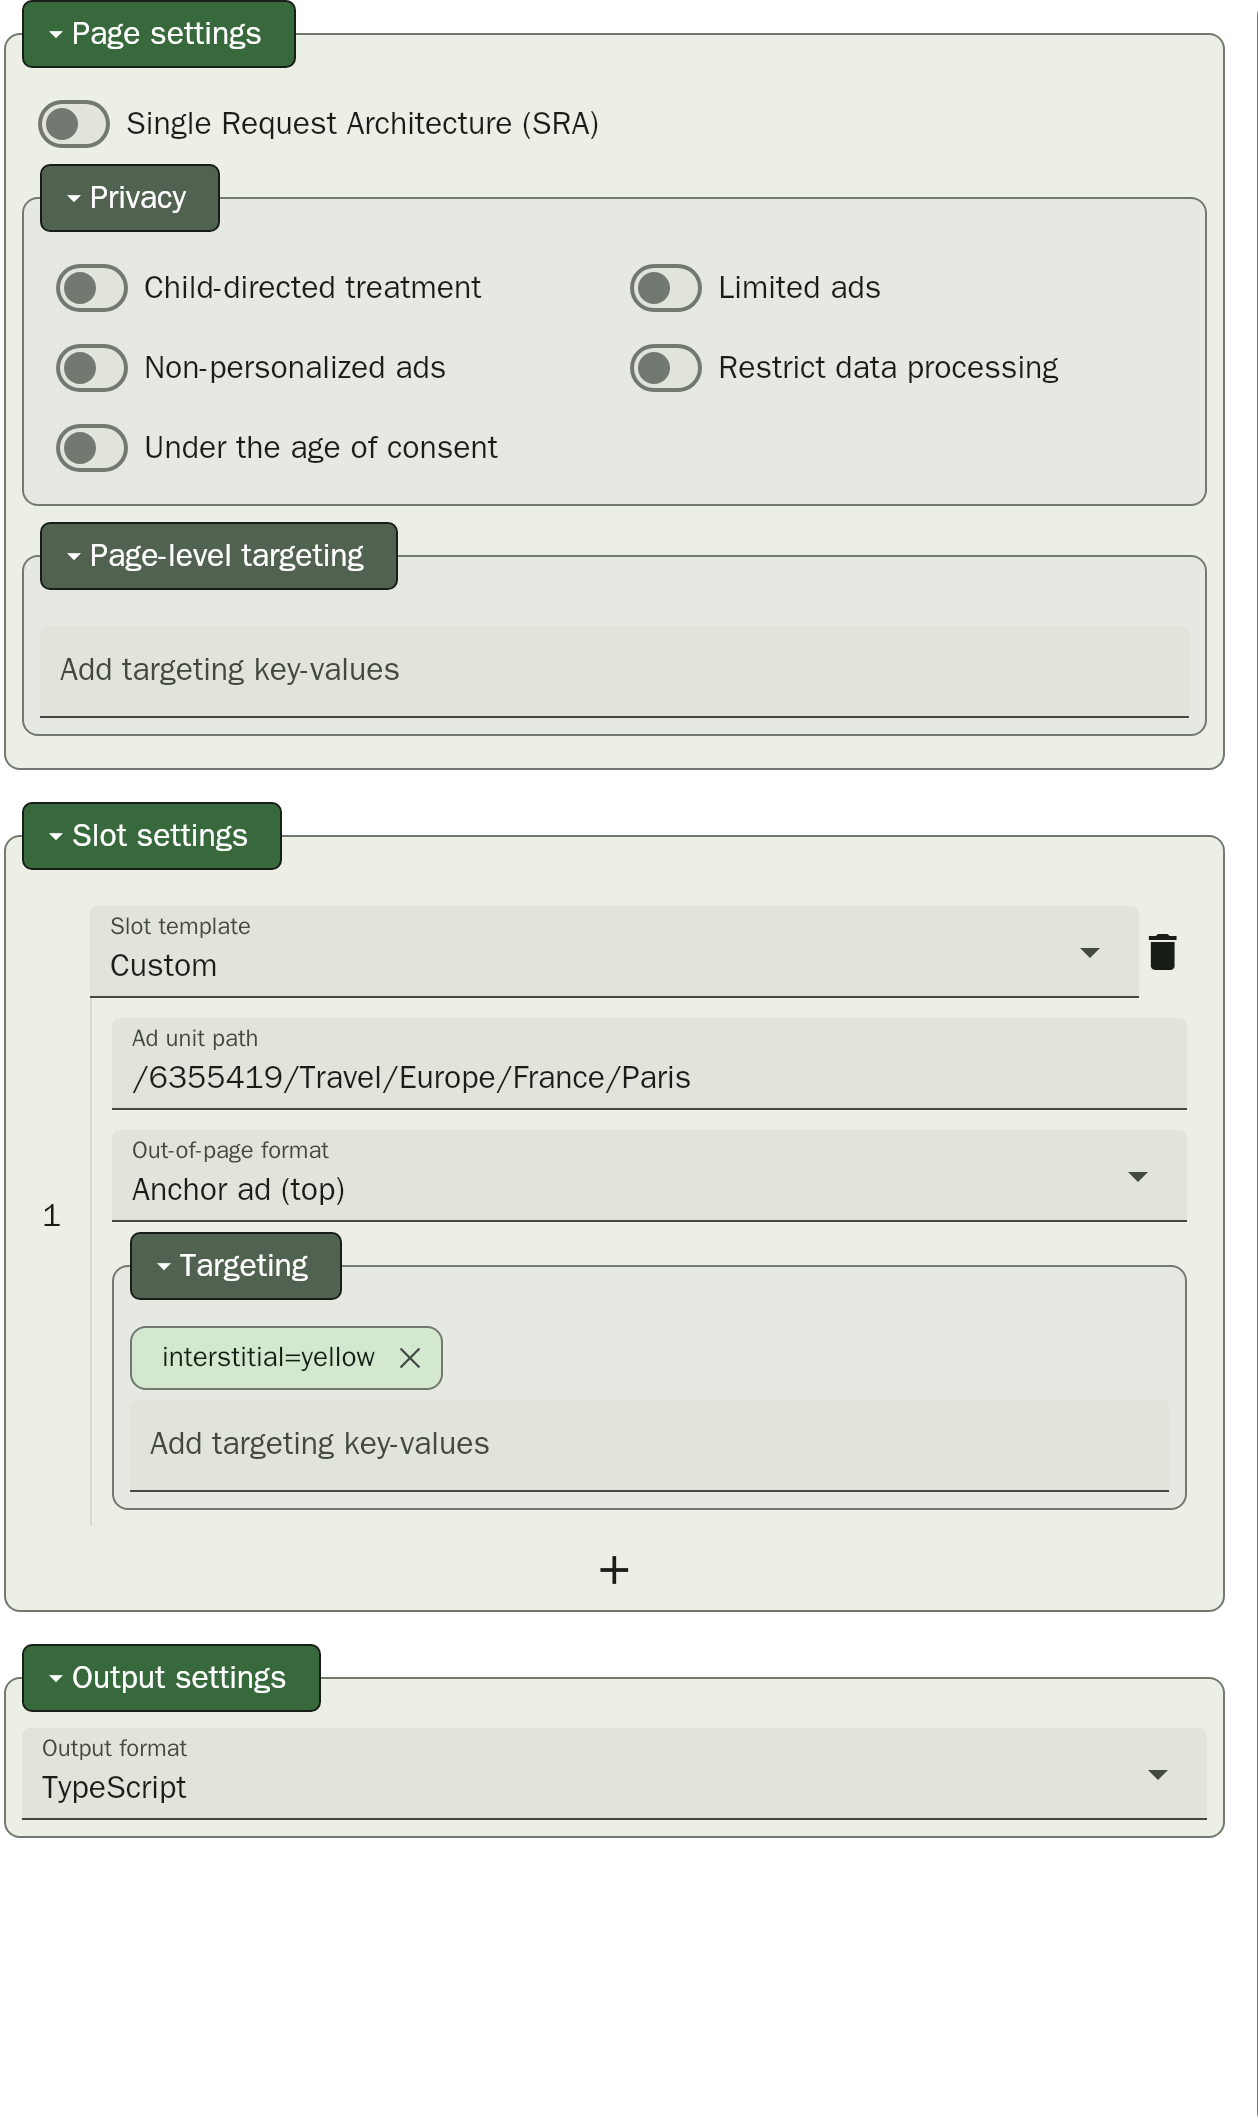 Page settings
Single Request Architecture (SRA)
Privacy
Child-directed treatment
Limited ads
Non-personalized ads
Restrict data processing
Under the age of consent
Page-level targeting
Add targeting key-values
Slot settings
Slot template
Custom
Ad unit path
/6355419/Travel/Europe/France/Paris
Out-of-page format
Anchor ad (top)
1
Targeting
interstitial=yellow
Add targeting key-values
Output settings
Output format
TypeScript